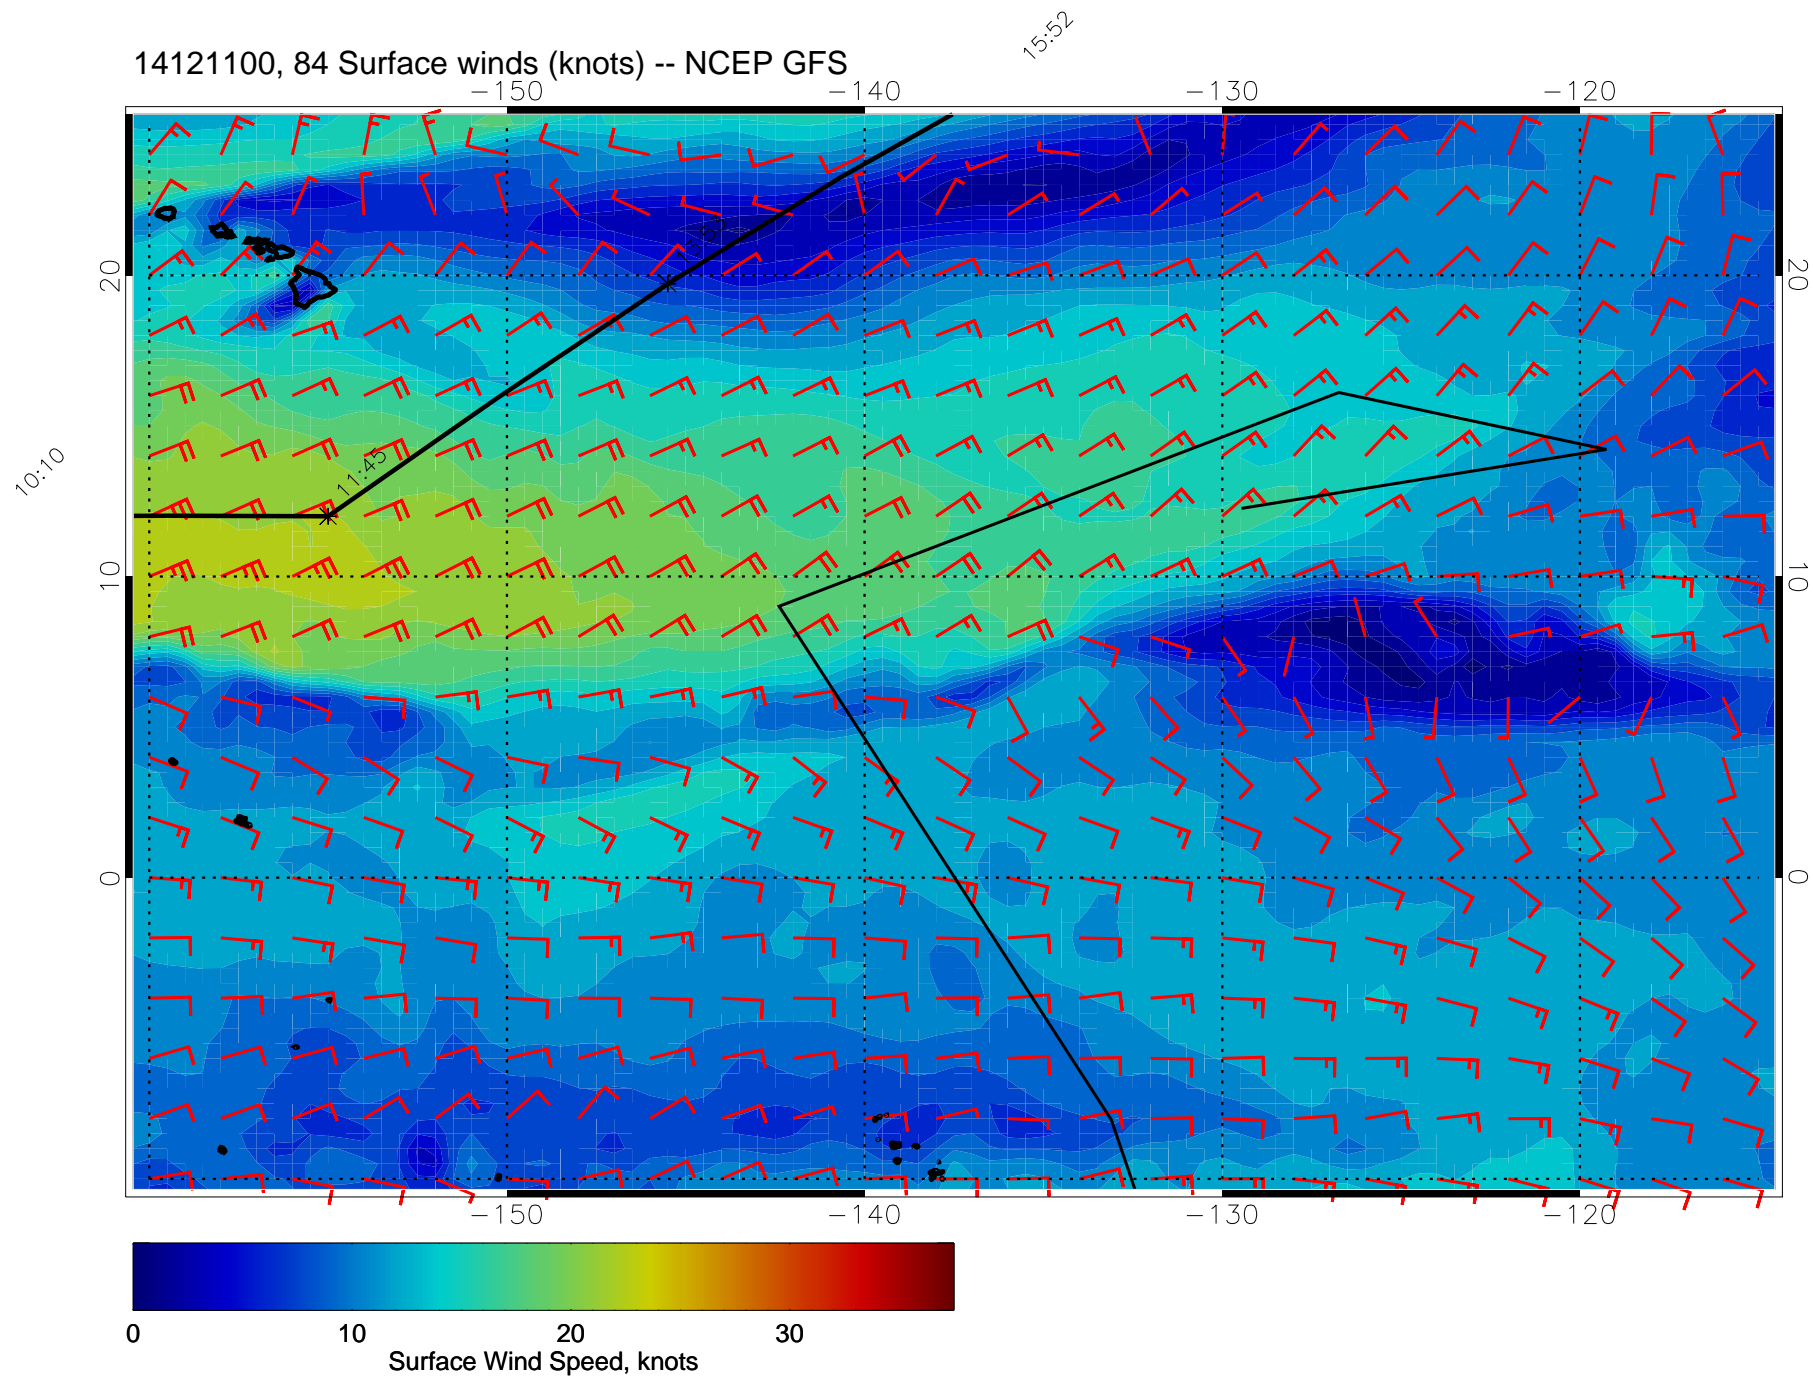 15:52
14121100, 84 Surface winds (knots) -- NCEP GFS
−150 −140 −130 −120
20 20
11:45
10:10
10 10
0 0
−150 −140 −130 −120
0 10 20 30
Surface Wind Speed, knots